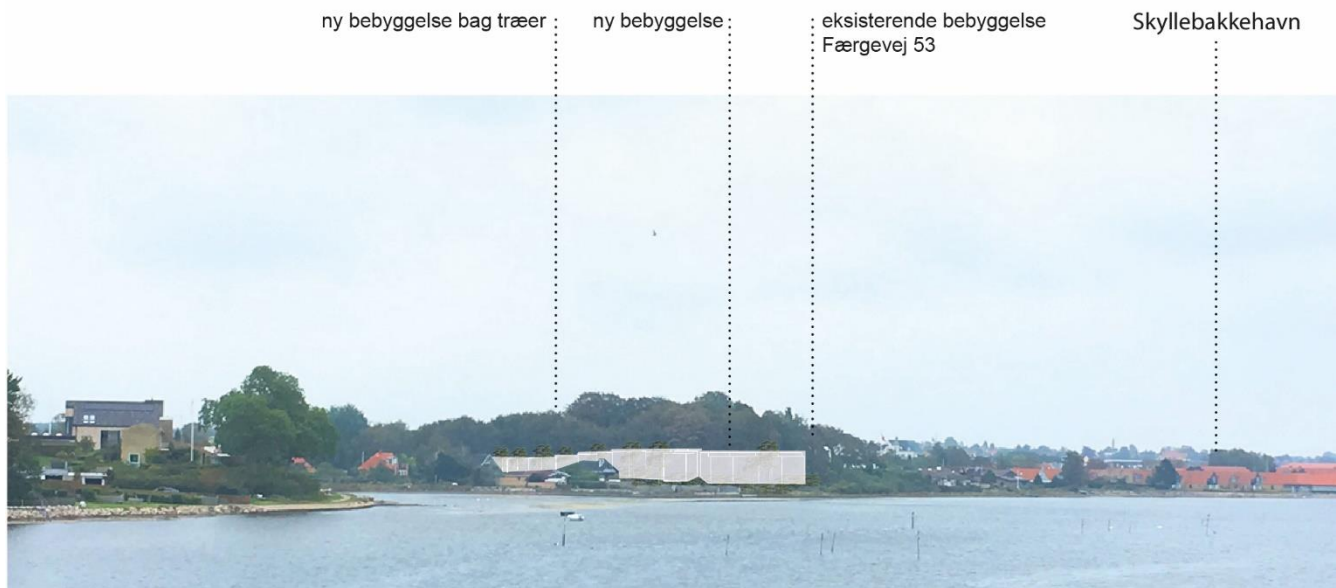 ny bebyggelse bag træer
ny bebyggelse
eksisterende bebyggelse
Færgevej 53
Skyllebakkehavn